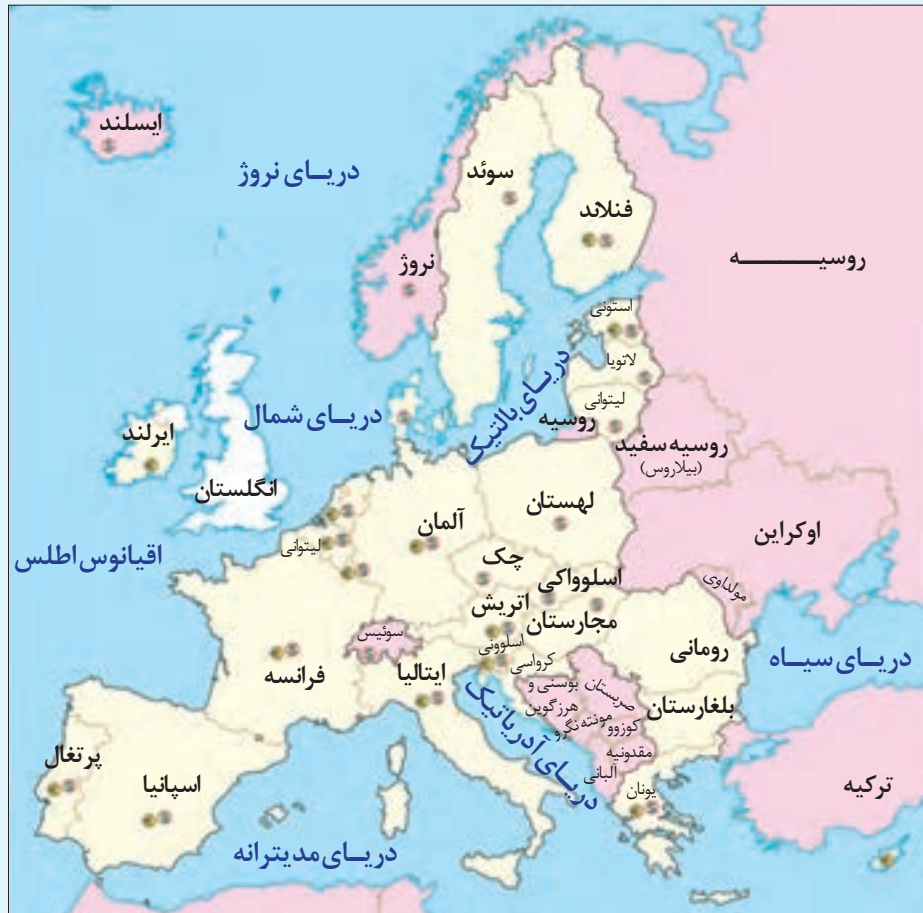 ایسلند
دریای نروژ
سوئد
فنلاند
نروژ
روسیه
استونی
لاتویا
لیتوانی
روسیه
دریای بالتیک
دریای شمال
ایرلند
انگلستان
روسیه سفید
(بیلاروس)
لهستان
آلمان
لیتوانی
اقیانوس اطلس
اوکراین
چک
اسلوواکی
مولداوی
اتریش
مجارستان
سوئیس
اسلوونی
کرواسی
رومانی
دریای سیاه
فرانسه
ایتالیا
بوسنی و
هرزگوین
صربستان
مونته‌نگرو
کوزوو
بلغارستان
دریای آدریاتیک
مقدونیه
آلبانی
پرتغال
اسپانیا
یونان
ترکیه
دریای مدیترانه